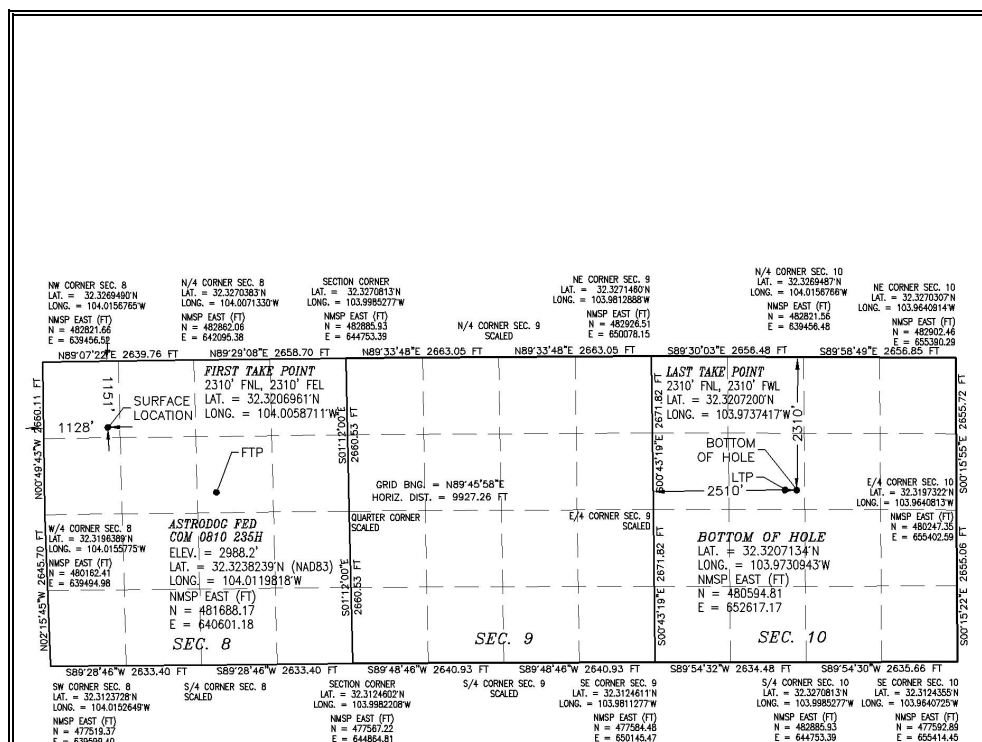 NW CORNER SEC. 8
LAT. = 32.3269490'N
LONG. = 104.0156765'W
NMSP EAST (FT)
N = 482821.66
E = 639456.52
N/4 CORNER SEC. 8
LAT. = 32.3270383'N
LONG. = 104.0071330'W
NMSP EAST (FT)
N = 482862.06
E = 642095.38
SECTION CORNER
LAT. = 32.3270813'N
LONG. = 103.9985277'W
NMSP EAST (FT)
N = 482885.93
E = 644753.39
N/4 CORNER SEC. 9
SCALED
NE CORNER SEC. 9
LAT. = 32.3271460'N
LONG. = 103.9812888'W
NMSP EAST (FT)
N = 482926.51
E = 650078.15
N/4 CORNER SEC. 10
LAT. = 32.3269487'N
LONG. = 104.0156766'W
NMSP EAST (FT)
N = 482821.56
E = 639456.48
NE CORNER SEC. 10
LAT. = 32.3270307'N
LONG. = 103.9640914'W
NMSP EAST (FT)
N = 482902.46
E = 655390.29
N89'07'22"E 2639.76 FT
N89'29'08"E 2658.70 FT
N89'33'48"E 2663.05 FT
N89'33'48"E 2663.05 FT
S89'30'03"E 2656.48 FT
S89'58'49"E 2656.85 FT
N00'49'43"W 2660.11 FT
1151'
SURFACE
LOCATION
1128'
FIRST TAKE POINT
2310' FNL, 2310' FEL
LAT. = 32.3206961'N
LONG. = 104.0058711'W
FTP
S01'12'00"E
2660.53 FT
GRID BNG. = N89'45'58"E
HORIZ. DIST. = 9927.26 FT
LAST TAKE POINT
2310' FNL, 2310' FWL
LAT. = 32.3207200'N
LONG. = 103.9737417'W
S00'43'19"E 2671.82 FT
2310'
BOTTOM
OF HOLE
LTP
2510'
S00'15'55"E 2655.72 FT
E/4 CORNER SEC. 10
LAT. = 32.3197322'N
LONG. = 103.9640813'W
NMSP EAST (FT)
N = 480247.35
E = 655402.59
QUARTER CORNER
SCALED
E/4 CORNER SEC. 9
SCALED
W/4 CORNER SEC. 8
LAT. = 32.3196389'N
LONG. = 104.0155775'W
NMSP EAST (FT)
N = 480162.41
E = 639494.98
ASTRODOG FED
COM 0810 235H
ELEV. = 2988.2'
LAT. = 32.3238239'N (NAD83)
LONG. = 104.0119818'W
NMSP EAST (FT)
N = 481688.17
E = 640601.18
BOTTOM OF HOLE
LAT. = 32.3207134'N
LONG. = 103.9730943'W
NMSP EAST (FT)
N = 480594.81
E = 652617.17
N02'15'45"W 2645.70 FT
S01'12'00"E
2660.53 FT
S00'43'19"E 2671.82 FT
S00'15'22"E 2655.06 FT
SEC. 8
SEC. 9
SEC. 10
S89'28'46"W 2633.40 FT
S89'28'46"W 2633.40 FT
S89'48'46"W 2640.93 FT
S89'48'46"W 2640.93 FT
S89'54'32"W 2634.48 FT
S89'54'30"W 2635.66 FT
SW CORNER SEC. 8
LAT. = 32.3123728'N
LONG. = 104.0152649'W
NMSP EAST (FT)
N = 477519.37
E = 639599.40
S/4 CORNER SEC. 8
SCALED
SECTION CORNER
LAT. = 32.3124602'N
LONG. = 103.9982208'W
NMSP EAST (FT)
N = 477567.22
E = 644864.81
S/4 CORNER SEC. 9
SCALED
SE CORNER SEC. 9
LAT. = 32.3124611'N
LONG. = 103.9811277'W
NMSP EAST (FT)
N = 477584.48
E = 650145.47
S/4 CORNER SEC. 10
LAT. = 32.3270813'N
LONG. = 103.9985277'W
NMSP EAST (FT)
N = 482885.93
E = 644753.39
SE CORNER SEC. 10
LAT. = 32.3124355'N
LONG. = 103.9640725'W
NMSP EAST (FT)
N = 477592.89
E = 655414.45